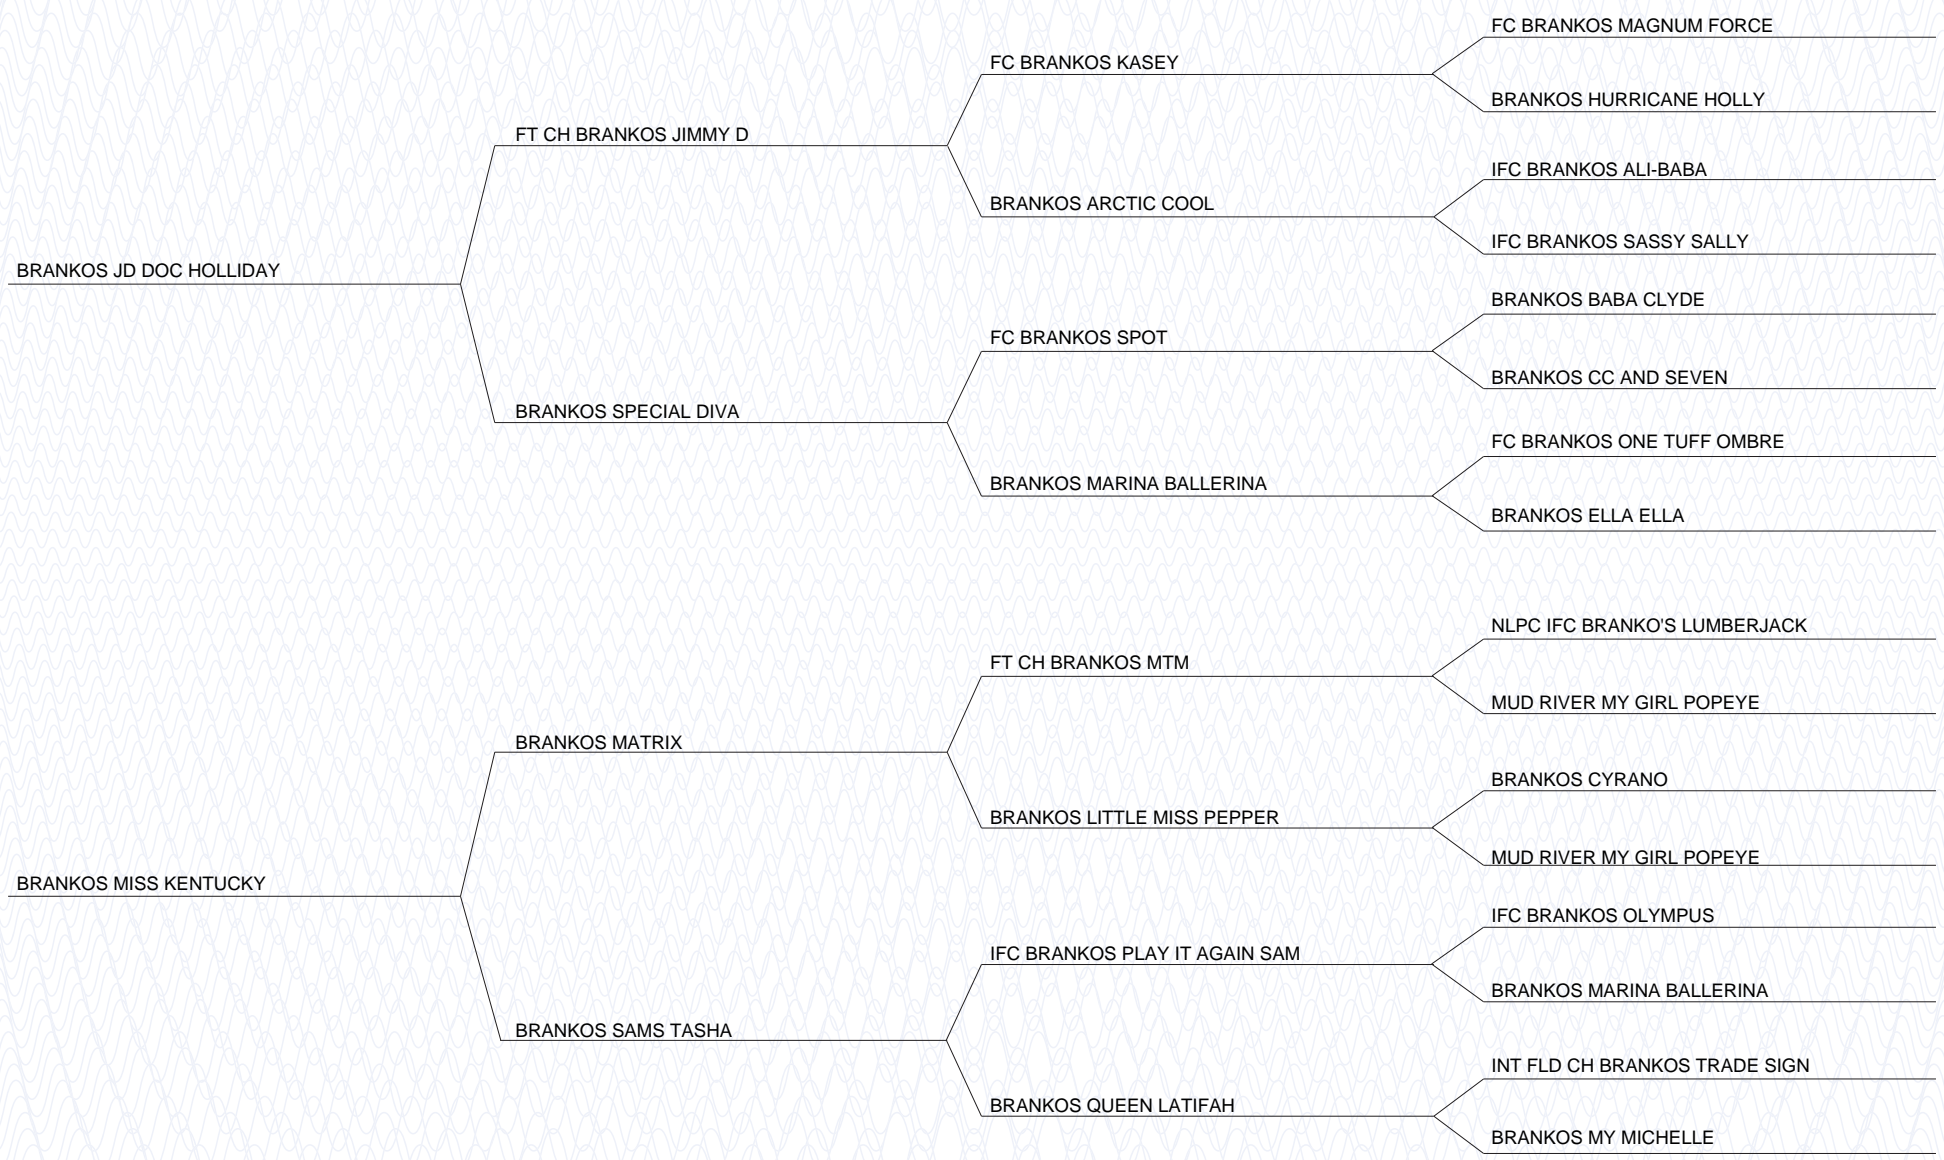 FC BRANKOS MAGNUM FORCE
FC BRANKOS KASEY
BRANKOS HURRICANE HOLLY
FT CH BRANKOS JIMMY D
IFC BRANKOS ALI-BABA
BRANKOS ARCTIC COOL
IFC BRANKOS SASSY SALLY
BRANKOS JD DOC HOLLIDAY
BRANKOS BABA CLYDE
FC BRANKOS SPOT
BRANKOS CC AND SEVEN
BRANKOS SPECIAL DIVA
FC BRANKOS ONE TUFF OMBRE
BRANKOS MARINA BALLERINA
BRANKOS ELLA ELLA
NLPC IFC BRANKO'S LUMBERJACK
FT CH BRANKOS MTM
MUD RIVER MY GIRL POPEYE
BRANKOS MATRIX
BRANKOS CYRANO
BRANKOS LITTLE MISS PEPPER
MUD RIVER MY GIRL POPEYE
BRANKOS MISS KENTUCKY
IFC BRANKOS OLYMPUS
IFC BRANKOS PLAY IT AGAIN SAM
BRANKOS MARINA BALLERINA
BRANKOS SAMS TASHA
INT FLD CH BRANKOS TRADE SIGN
BRANKOS QUEEN LATIFAH
BRANKOS MY MICHELLE